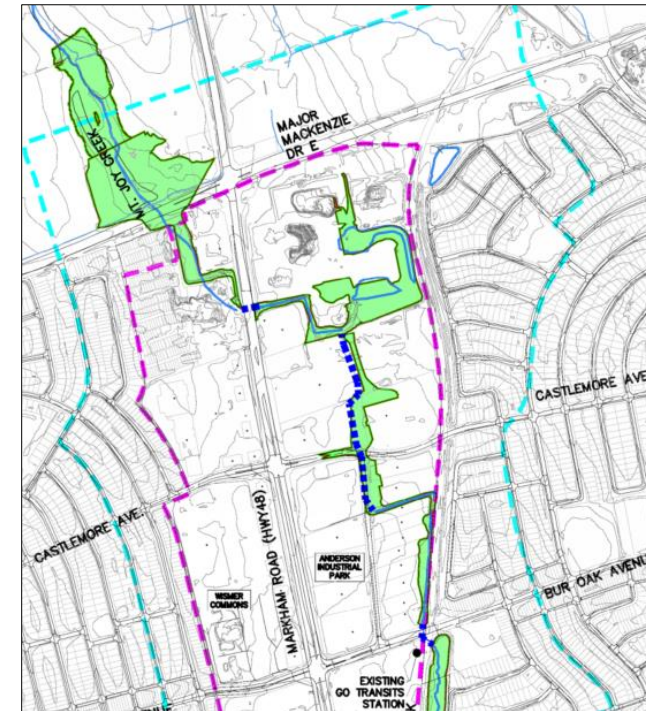 MAJOR
MACKENZIE
DR E
MT. JOY CREEK
CASTLEMORE AVE
CASTLEMORE AVE.
MARKHAM ROAD (HWY48).
ANDERSON
INDUSTRIAL
PARK
WISMER
COMMONS
BUR OAK AVENU
EXISTING
GO TRANSITS
STATION